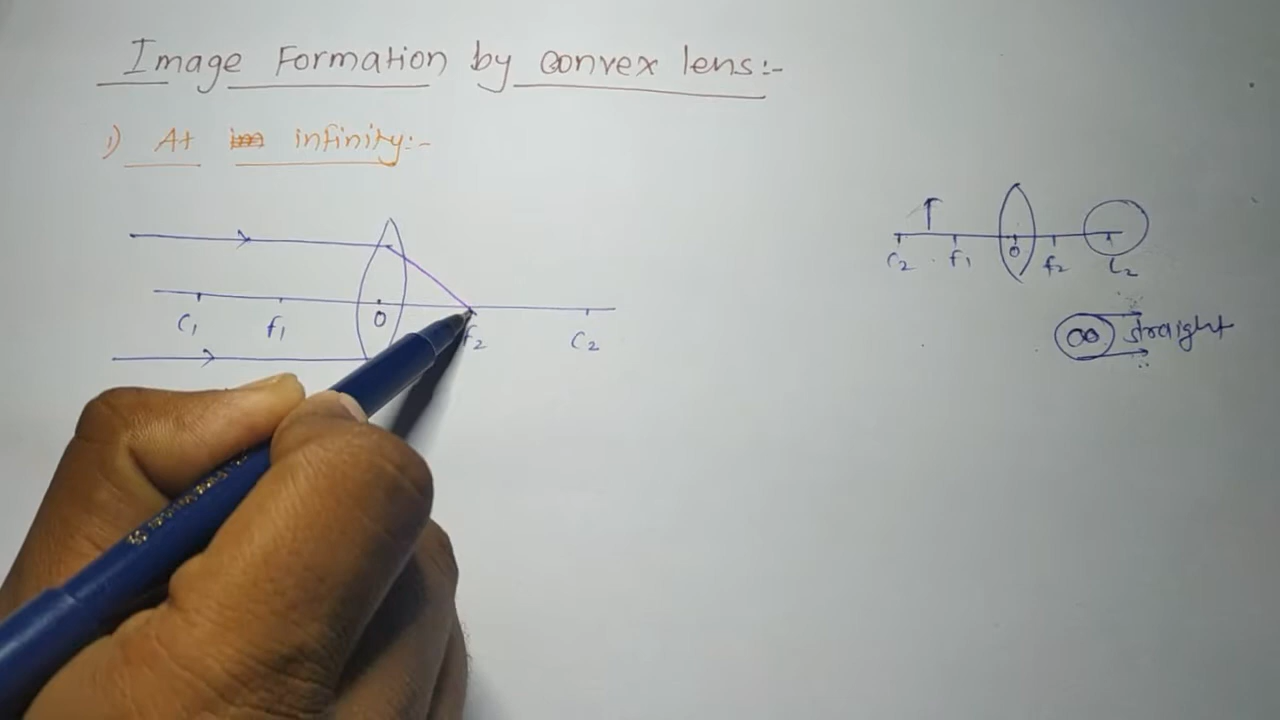 Image Formation by Convex lens:-
1) At infinity:-
C1 f1 O f2 C2
C2 f1 O f2 C2
∞ straight